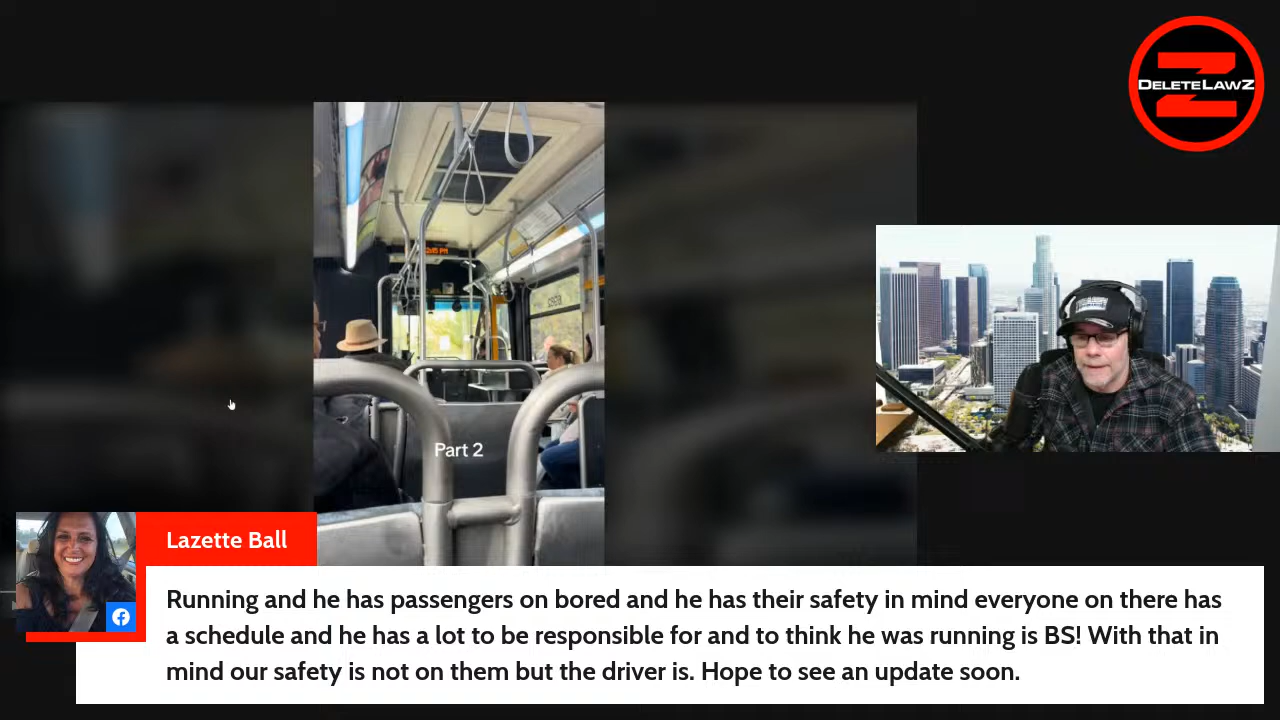 DELETELAWZ
Part 2
Lazette Ball
Running and he has passengers on bored and he has their safety in mind everyone on there has
a schedule and he has a lot to be responsible for and to think he was running is BS! With that in
mind our safety is not on them but the driver is. Hope to see an update soon.